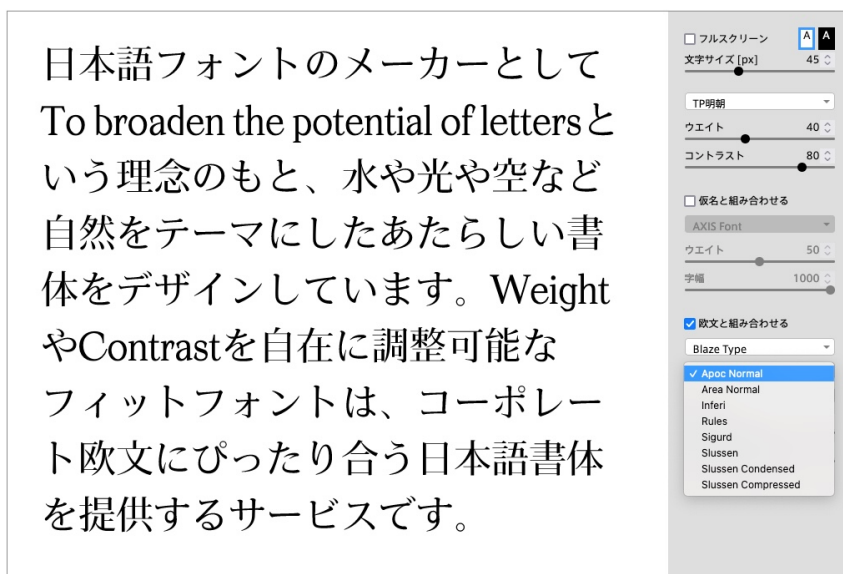 日本語フォントのメーカーとして
To broaden the potential of lettersと
いう理念のもと、水や光や空など
自然をテーマにしたあたらしい書
体をデザインしています。Weight
やContrastを自在に調整可能な
フィットフォントは、コーポレー
ト欧文にぴったり合う日本語書体
を提供するサービスです。
フルスクリーン
A A
文字サイズ [px] 45
TP明朝
ウエイト 40
コントラスト 80
仮名と組み合わせる
AXIS Font
ウエイト 50
字幅 1000
欧文と組み合わせる
Blaze Type
✓ Apoc Normal
Area Normal
Inferi
Rules
Sigurd
Slussen
Slussen Condensed
Slussen Compressed